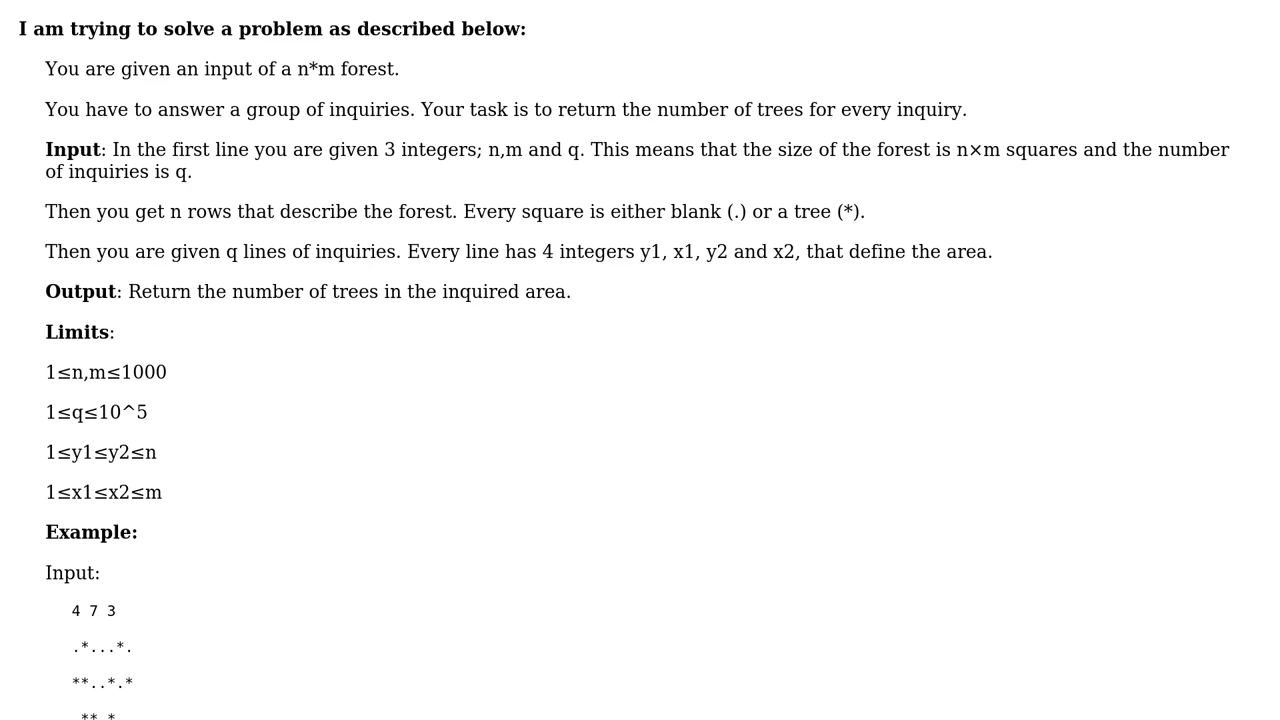 I am trying to solve a problem as described below:
You are given an input of a n*m forest.
You have to answer a group of inquiries. Your task is to return the number of trees for every inquiry.
Input: In the first line you are given 3 integers; n,m and q. This means that the size of the forest is n×m squares and the number
of inquiries is q.
Then you get n rows that describe the forest. Every square is either blank (.) or a tree (*).
Then you are given q lines of inquiries. Every line has 4 integers y1, x1, y2 and x2, that define the area.
Output: Return the number of trees in the inquired area.
Limits:
1≤n,m≤1000
1≤q≤10^5
1≤y1≤y2≤n
1≤x1≤x2≤m
Example:
Input:
4 7 3
.*...*.
**..*.*